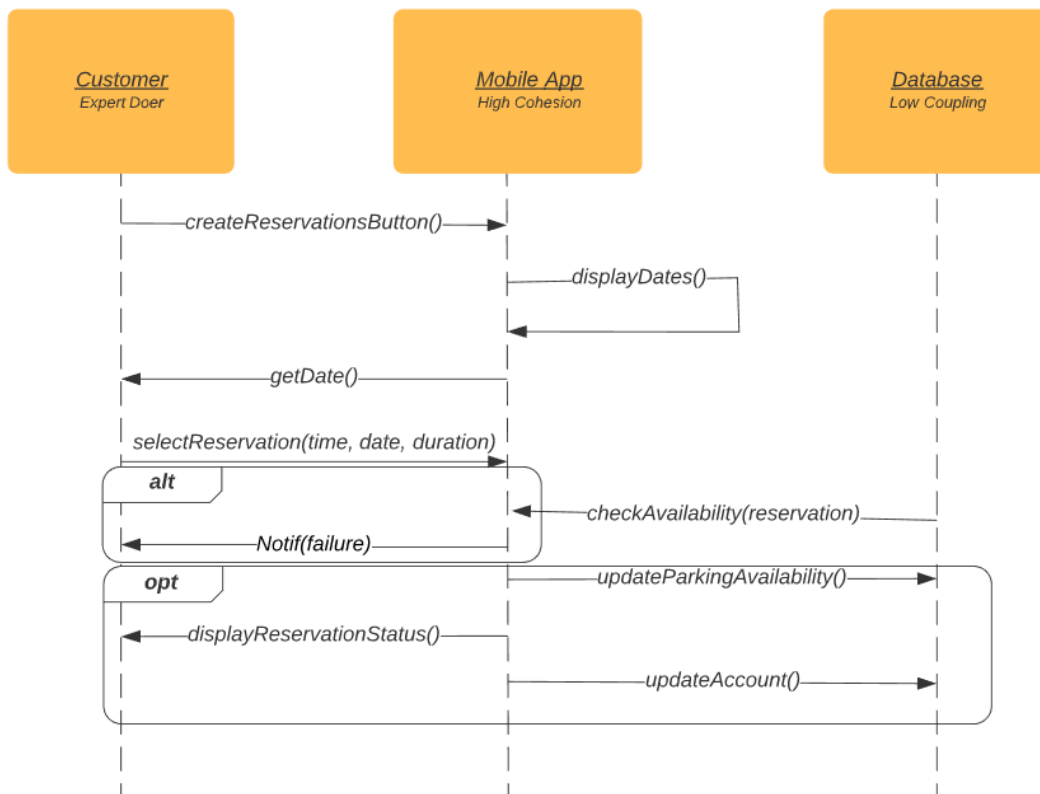 Customer
Expert Doer
Mobile App
High Cohesion
Database
Low Coupling
createReservationsButton()
displayDates()
getDate()
selectReservation(time, date, duration)
alt
checkAvailability(reservation)
Notif(failure)
opt
updateParkingAvailability()
displayReservationStatus()
updateAccount()